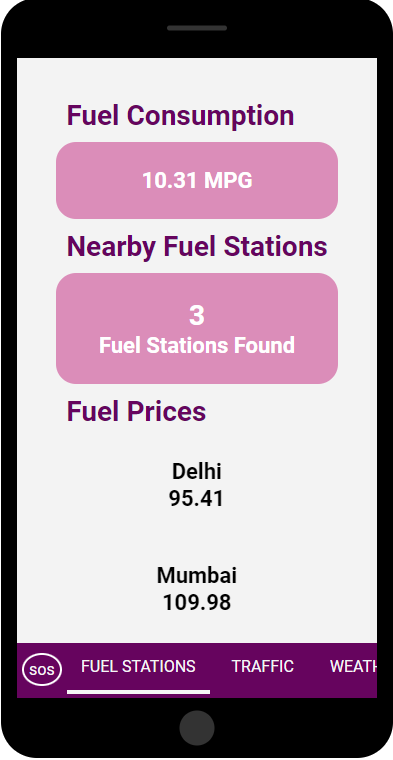 Fuel Consumption
10.31 MPG
Nearby Fuel Stations
3
Fuel Stations Found
Fuel Prices
Delhi
95.41
Mumbai
109.98
sos FUEL STATIONS TRAFFIC WEATH